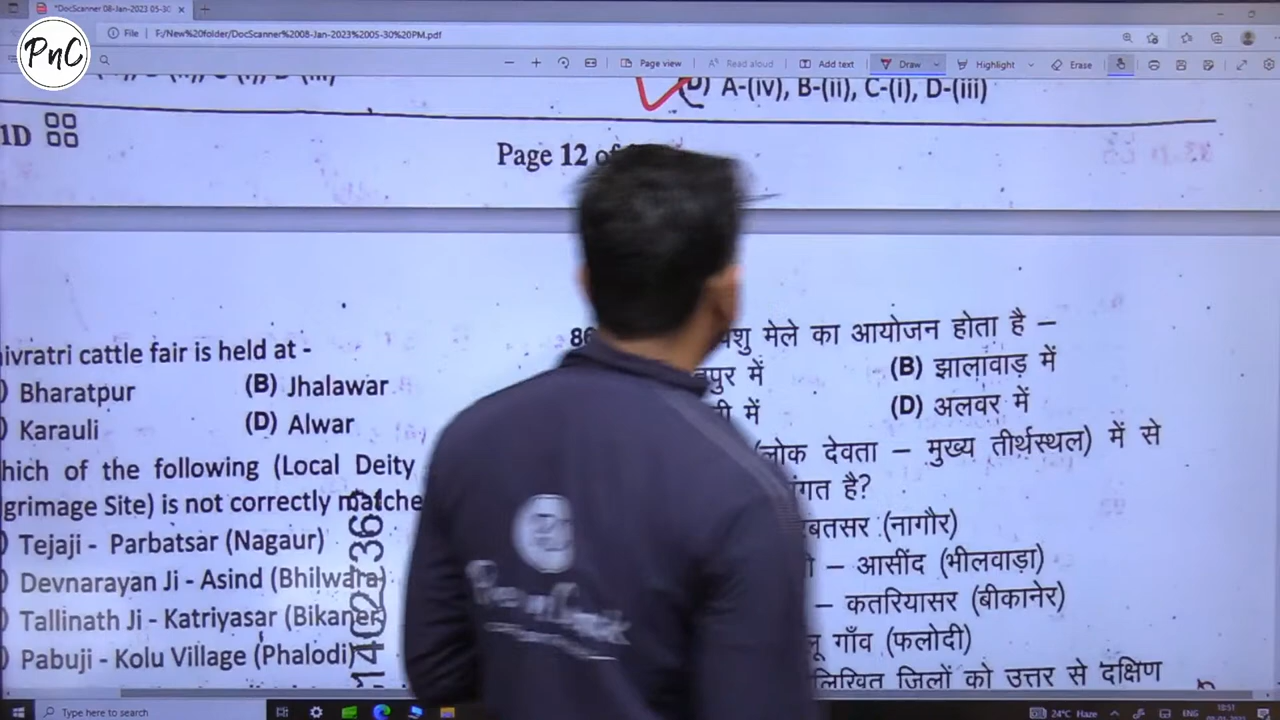 *DocScanner 08-Jan-2023 05-30
PnC
File F:/New%20folder/DocScanner%2008-Jan-2023%2005-30%20PM.pdf
Page view
Read aloud
Add text
Draw
Highlight
Erase
(D) A-(iv), B-(ii), C-(i), D-(iii)
1D
Page 12
ivratri cattle fair is held at -
Bharatpur (B) Jhalawar
Karauli (D) Alwar
hich of the following (Local Deity
grimage Site) is not correctly matche
Tejaji - Parbatsar (Nagaur)
Devnarayan Ji - Asind (Bhilwara)
Tallinath Ji - Katriyasar (Bikaner
Pabuji - Kolu Village (Phalodi)
86
मेले का आयोजन होता है –
में (B) झालावाड़ में
में (D) अलवर में
(लोक देवता – मुख्य तीर्थस्थल) में से
है?
(नागौर)
– आसींद (भीलवाड़ा)
– कतरियासर (बीकानेर)
गाँव (फलोदी)
जिलों को उत्तर से दक्षिण
Type here to search
24°C Haze
ENG
18:51